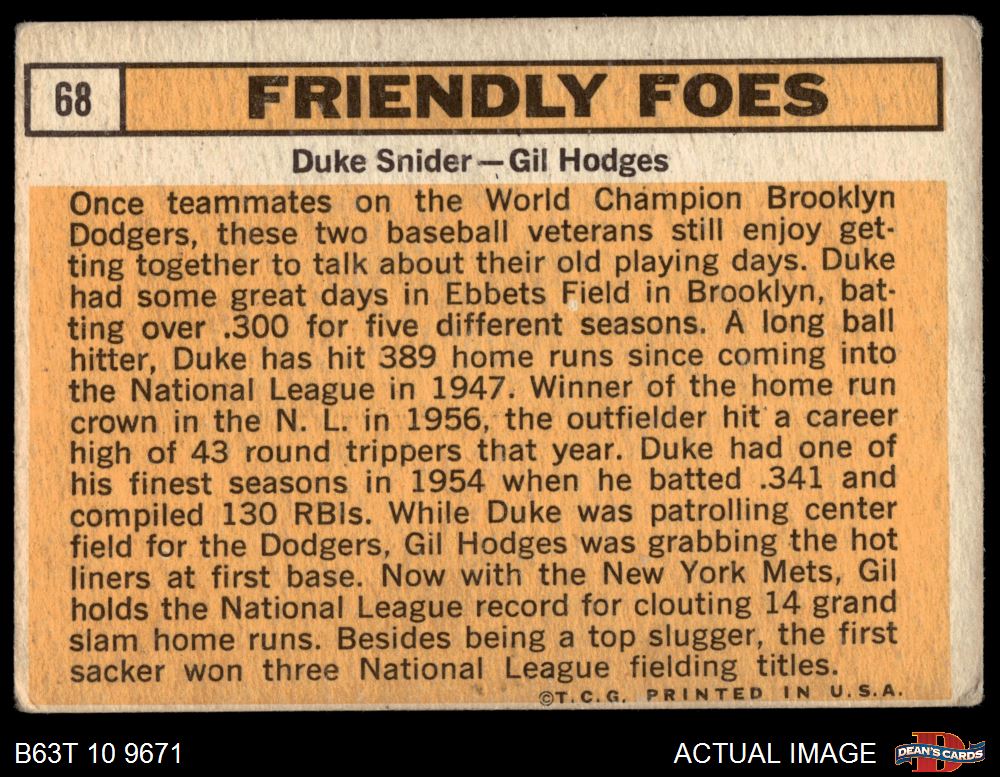 68
FRIENDLY FOES
Duke Snider—Gil Hodges
Once teammates on the World Champion Brooklyn
Dodgers, these two baseball veterans still enjoy get-
ting together to talk about their old playing days. Duke
had some great days in Ebbets Field in Brooklyn, bat-
ting over .300 for five different seasons. A long ball
hitter, Duke has hit 389 home runs since coming into
the National League in 1947. Winner of the home run
crown in the N. L. in 1956, the outfielder hit a career
high of 43 round trippers that year. Duke had one of
his finest seasons in 1954 when he batted .341 and
compiled 130 RBIs. While Duke was patrolling center
field for the Dodgers, Gil Hodges was grabbing the hot
liners at first base. Now with the New York Mets, Gil
holds the National League record for clouting 14 grand
slam home runs. Besides being a top slugger, the first
sacker won three National League fielding titles.
©T.C.G. PRINTED IN U.S.A.
B63T 10 9671
ACTUAL IMAGE
D
DEAN'S CARDS